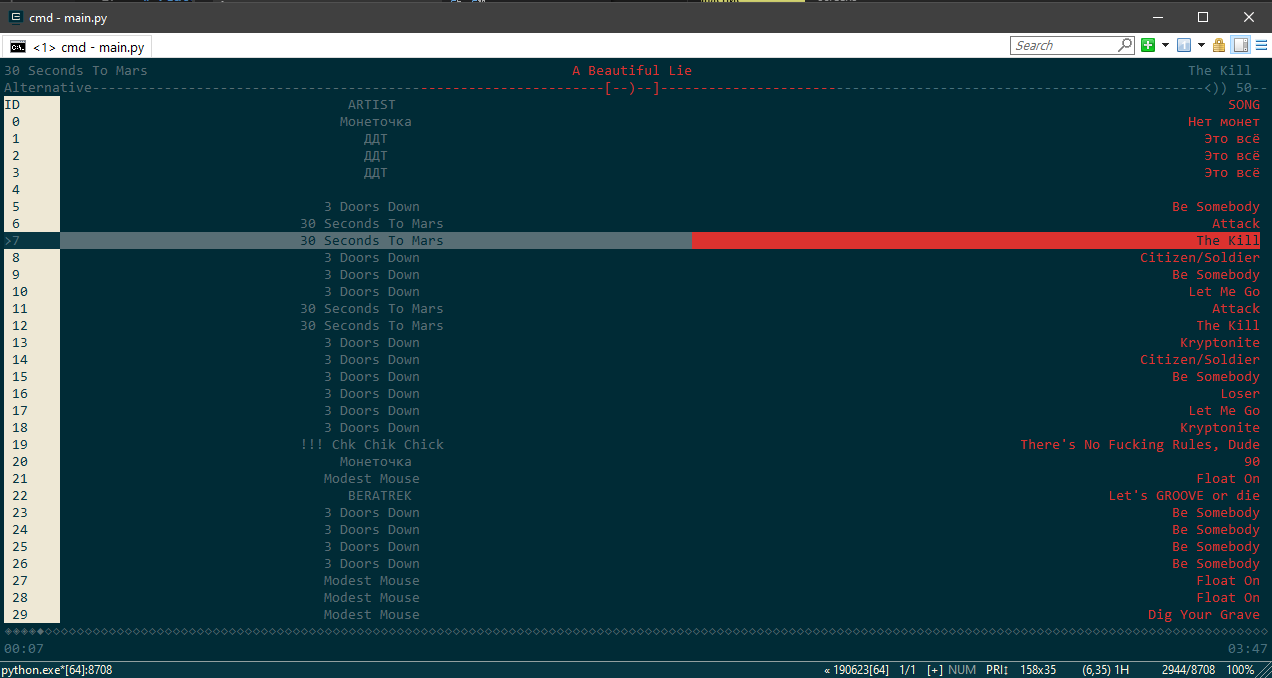 cmd - main.py
<1> cmd - main.py Search
30 Seconds To Mars A Beautiful Lie The Kill
Alternative----------------------------------------------------------------[--)--]--------------------------------------------------------------------<)) 50--
ID ARTIST SONG
0 Монеточка Нет монет
1 ДДТ Это всё
2 ДДТ Это всё
3 ДДТ Это всё
4
5 3 Doors Down Be Somebody
6 30 Seconds To Mars Attack
>7 30 Seconds To Mars The Kill
8 3 Doors Down Citizen/Soldier
9 3 Doors Down Be Somebody
10 3 Doors Down Let Me Go
11 30 Seconds To Mars Attack
12 30 Seconds To Mars The Kill
13 3 Doors Down Kryptonite
14 3 Doors Down Citizen/Soldier
15 3 Doors Down Be Somebody
16 3 Doors Down Loser
17 3 Doors Down Let Me Go
18 3 Doors Down Kryptonite
19 !!! Chk Chik Chick There's No Fucking Rules, Dude
20 Монеточка 90
21 Modest Mouse Float On
22 BERATREK Let's GROOVE or die
23 3 Doors Down Be Somebody
24 3 Doors Down Be Somebody
25 3 Doors Down Be Somebody
26 3 Doors Down Be Somebody
27 Modest Mouse Float On
28 Modest Mouse Float On
29 Modest Mouse Dig Your Grave
00:07 03:47
python.exe*[64]:8708 « 190623[64] 1/1 [+] NUM PRI↕ 158x35 (6,35) 1H 2944/8708 100%